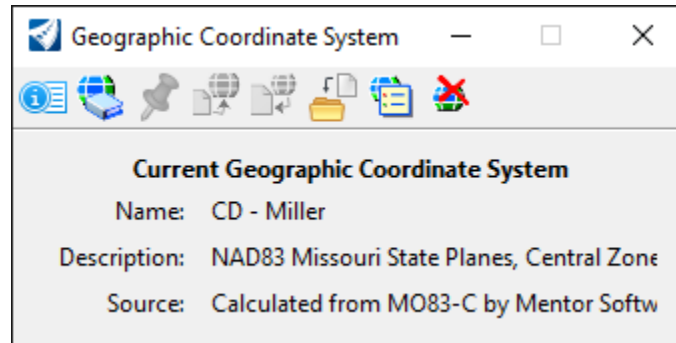 Geographic Coordinate System
Current Geographic Coordinate System
Name: CD - Miller
Description: NAD83 Missouri State Planes, Central Zone
Source: Calculated from MO83-C by Mentor Softw